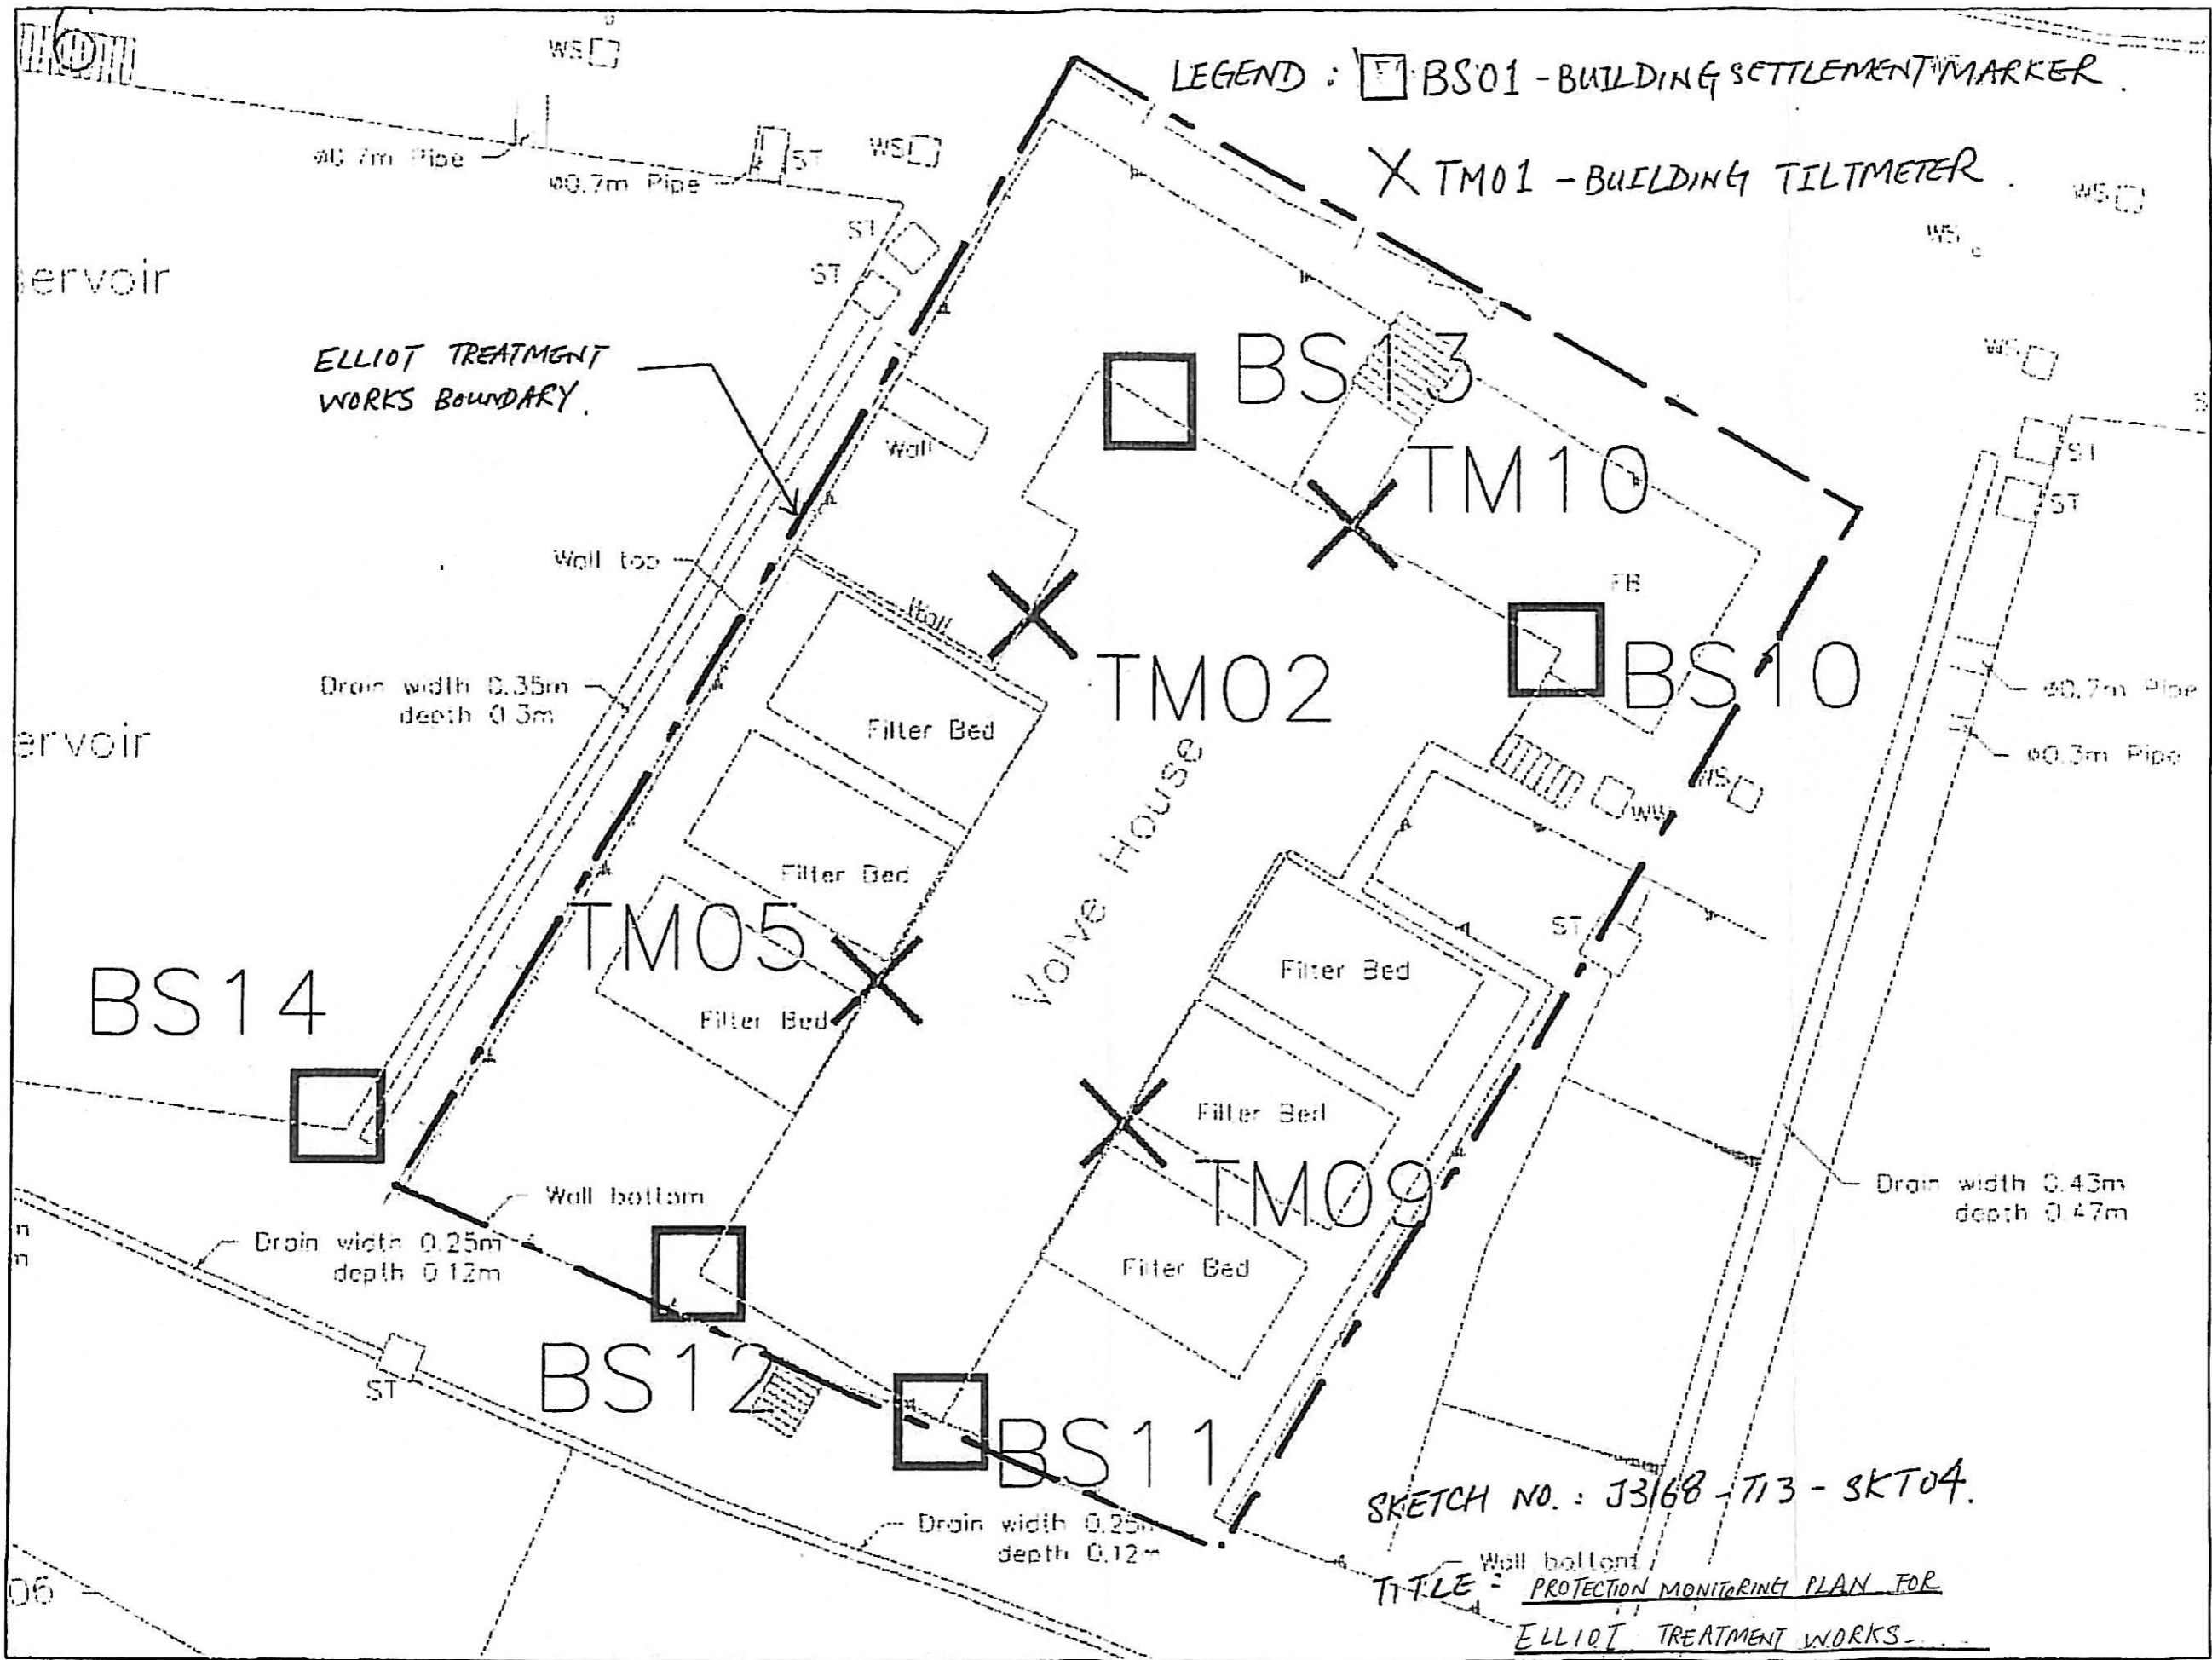 WS
LEGEND : BS01 - BUILDING SETTLEMENT MARKER.
ø0.7m Pipe
ø0.7m Pipe
ST
WS
X TM01 - BUILDING TILTMETER.
WS
WS
ST
ST
ervoir
ELLIOT TREATMENT
WORKS BOUNDARY.
BS13
WS
Wall
TM10
ST
ST
Wall top
Wall
FB
TM02
BS10
Drain width 0.35m
depth 0.3m
ø0.7m Pipe
Filter Bed
ervoir
ø0.3m Pipe
WS
WW
Valve House
Filter Bed
TM05
ST
Filter Bed
BS14
Filter Bed
Filter Bed
TM09
Wall bottom
Drain width 0.43m
depth 0.47m
Drain width 0.25m
depth 0.12m
Filter Bed
BS12
ST
BS11
SKETCH NO. : J3168-T13-SKT04.
Drain width 0.25m
depth 0.12m
Wall bottom
06
TITLE : PROTECTION MONITORING PLAN FOR
ELLIOT TREATMENT WORKS